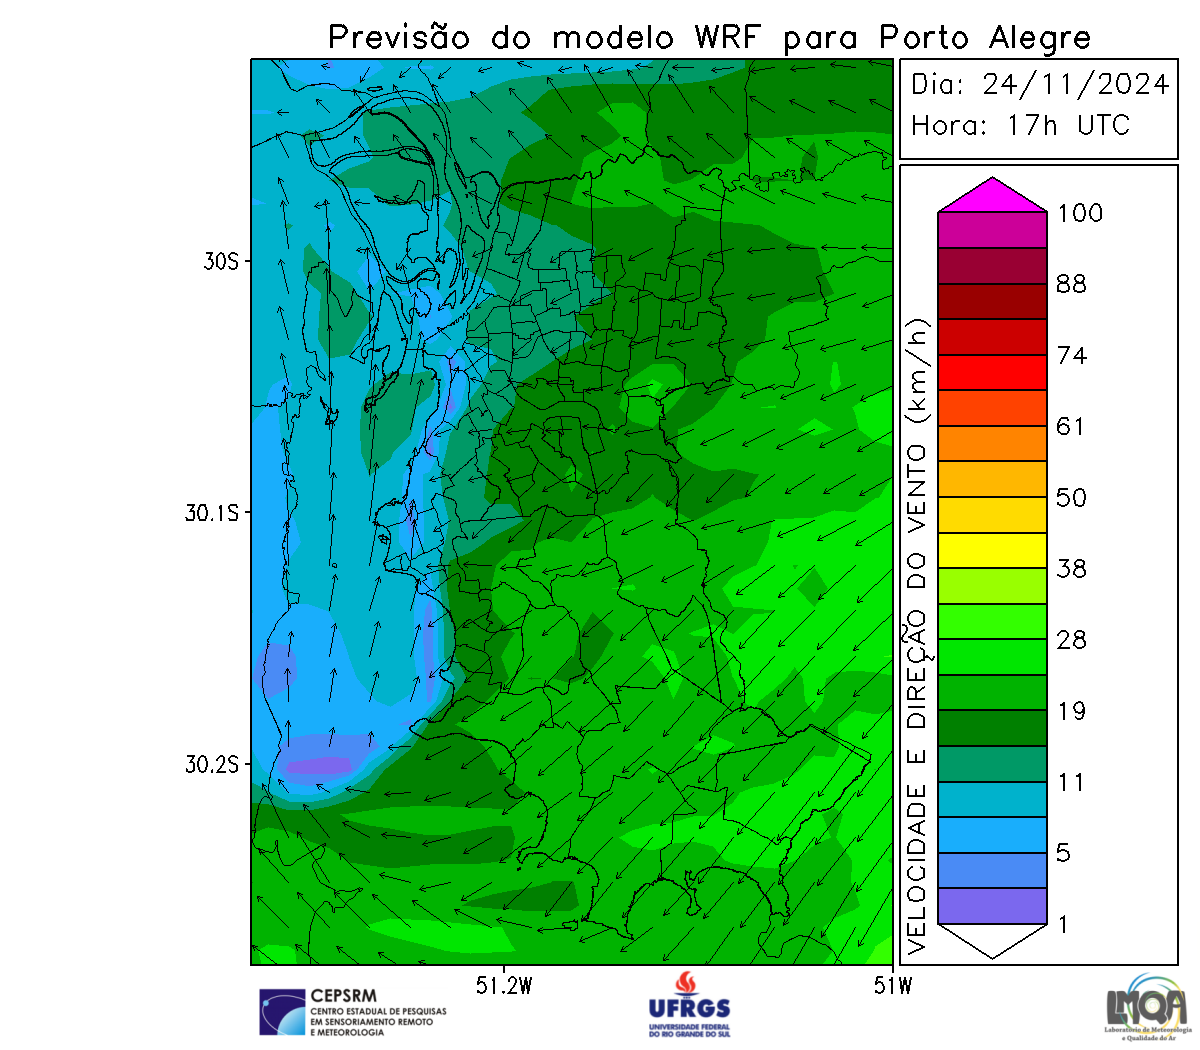 Previsão do modelo WRF para Porto Alegre
Dia: 24/11/2024
Hora: 17h UTC
30S
30.1S
30.2S
51.2W
51W
VELOCIDADE E DIREÇÃO DO VENTO (km/h)
100
88
74
61
50
38
28
19
11
5
1
CEPSRM
CENTRO ESTADUAL DE PESQUISAS
EM SENSORIAMENTO REMOTO
E METEOROLOGIA
UFRGS
UNIVERSIDADE FEDERAL
DO RIO GRANDE DO SUL
LMQA
Laboratório de Meteorologia
e Qualidade do Ar